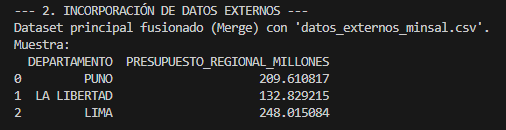 --- 2. INCORPORACIÓN DE DATOS EXTERNOS ---
Dataset principal fusionado (Merge) con 'datos_externos_minsal.csv'.
Muestra:
  DEPARTAMENTO  PRESUPUESTO_REGIONAL_MILLONES
0         PUNO                     209.610817
1  LA LIBERTAD                     132.829215
2         LIMA                     248.015084